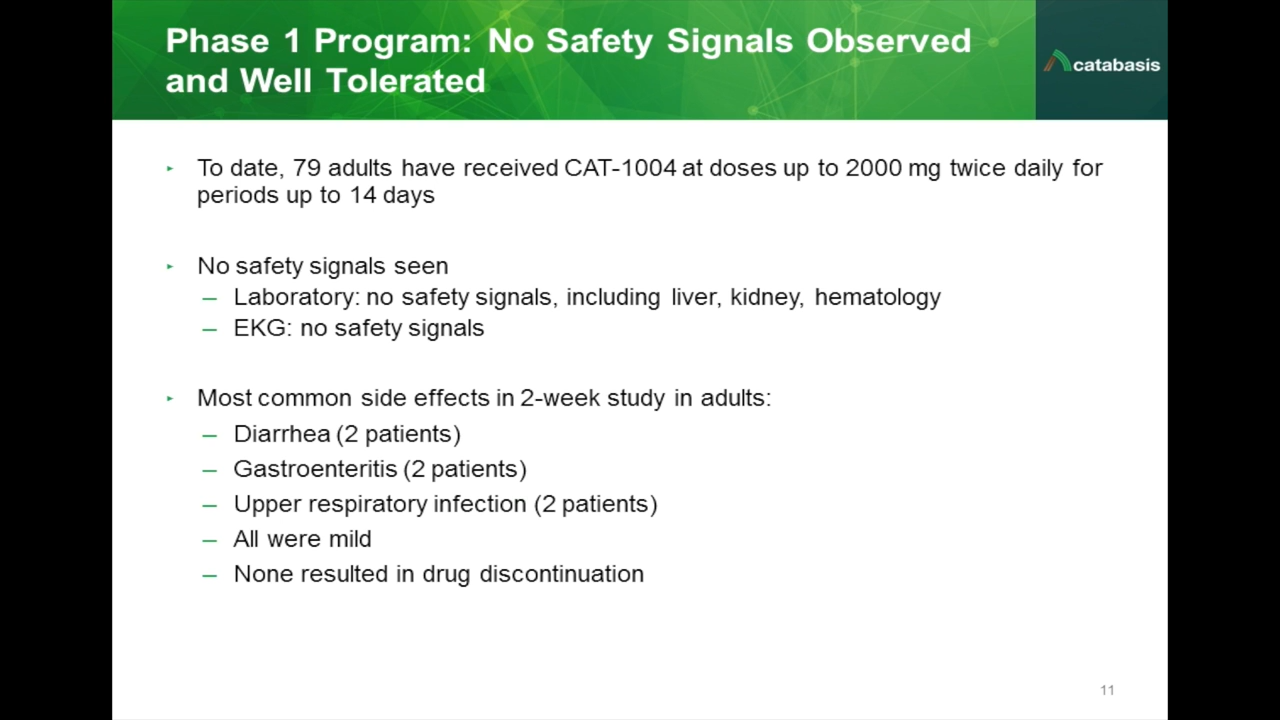 Phase 1 Program: No Safety Signals Observed
and Well Tolerated
catabasis
‣ To date, 79 adults have received CAT-1004 at doses up to 2000 mg twice daily for
periods up to 14 days
‣ No safety signals seen
– Laboratory: no safety signals, including liver, kidney, hematology
– EKG: no safety signals
‣ Most common side effects in 2-week study in adults:
– Diarrhea (2 patients)
– Gastroenteritis (2 patients)
– Upper respiratory infection (2 patients)
– All were mild
– None resulted in drug discontinuation
11